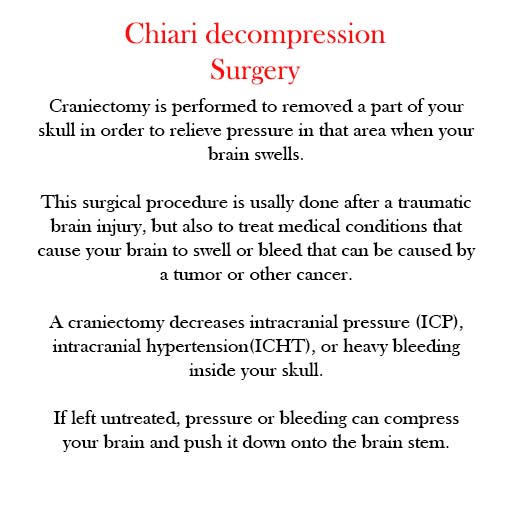 Chiari decompression
Surgery
Craniectomy is performed to removed a part of your
skull in order to relieve pressure in that area when your
brain swells.
This surgical procedure is usally done after a traumatic
brain injury, but also to treat medical conditions that
cause your brain to swell or bleed that can be caused by
a tumor or other cancer.
A craniectomy decreases intracranial pressure (ICP),
intracranial hypertension(ICHT), or heavy bleeding
inside your skull.
If left untreated, pressure or bleeding can compress
your brain and push it down onto the brain stem.